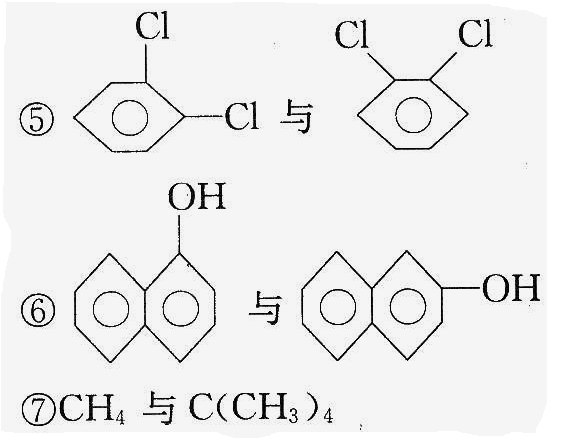 Cl Cl Cl
⑤ Cl 与
OH
⑥ 与 OH
⑦CH₄ 与 C(CH₃)₄